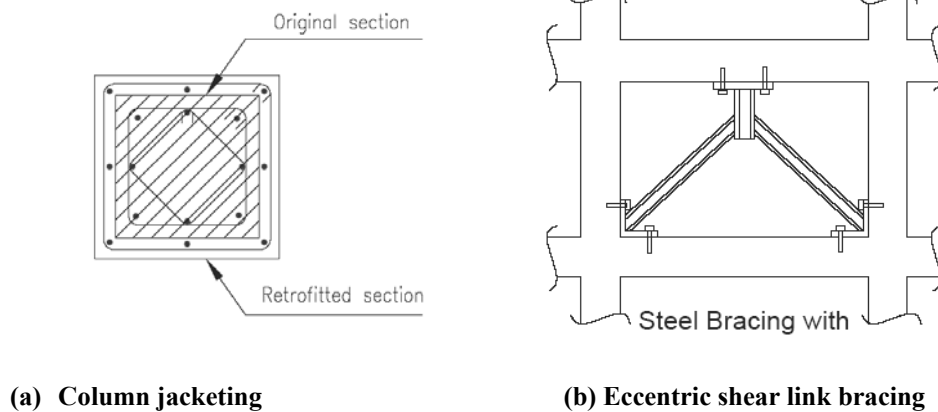 Original section
Retrofitted section
Steel Bracing with
(a) Column jacketing
(b) Eccentric shear link bracing